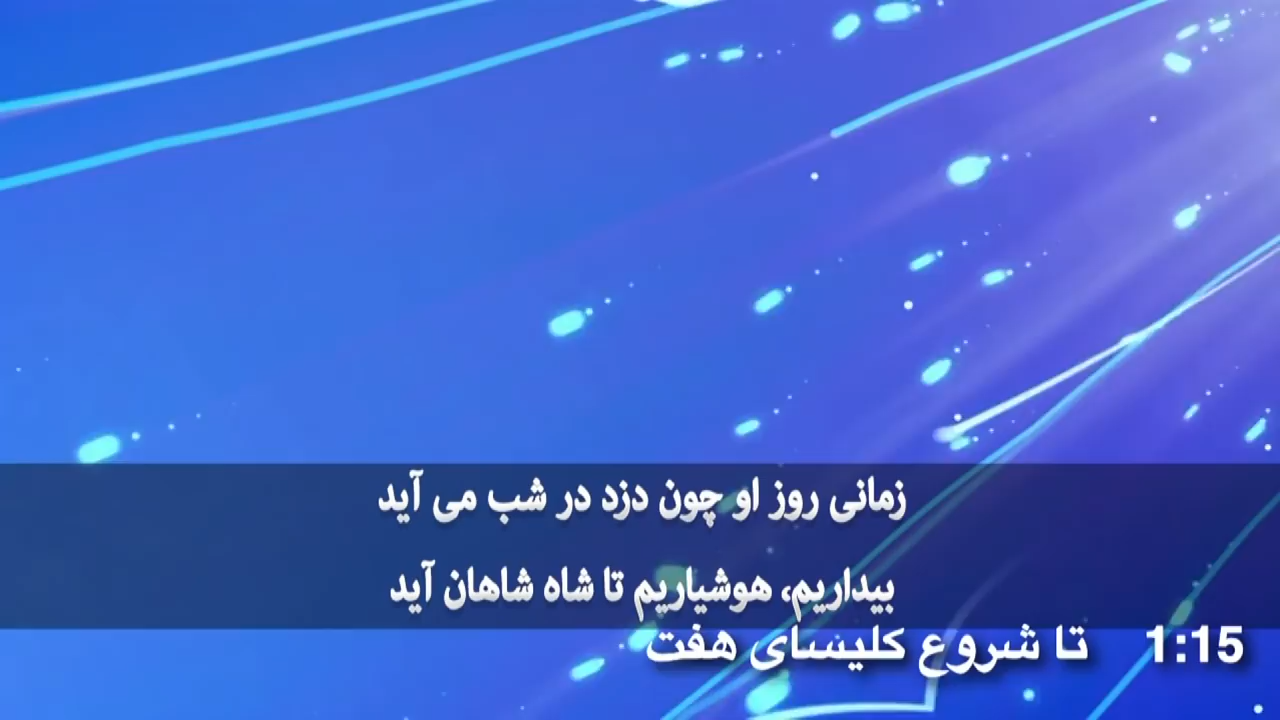 زمانی روز او چون دزد در شب می آید
بیداریم، هوشیاریم تا شاه شاهان آید
1:15 تا شروع کلیسای هفت